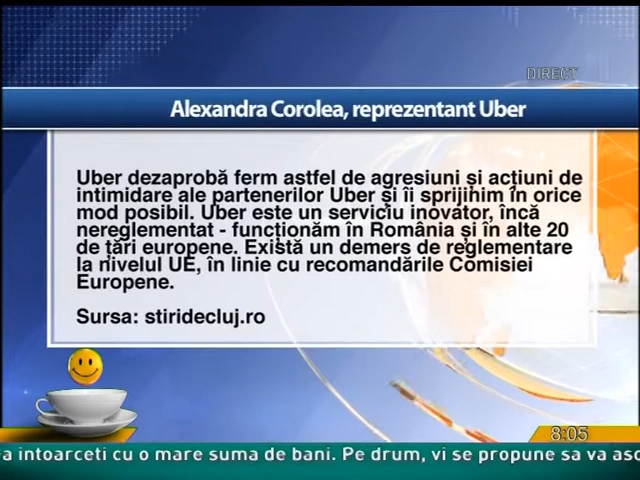 DIRECT
Alexandra Corolea, reprezentant Uber
Uber dezaprobă ferm astfel de agresiuni și acțiuni de
intimidare ale partenerilor Uber și îi sprijinim în orice
mod posibil. Uber este un serviciu inovator, încă
nereglementat - funcționăm în România și în alte 20
de țări europene. Există un demers de reglementare
la nivelul UE, în linie cu recomandările Comisiei
Europene.
Sursa: stiridecluj.ro
8:05
a intoarceti cu o mare suma de bani. Pe drum, vi se propune sa va